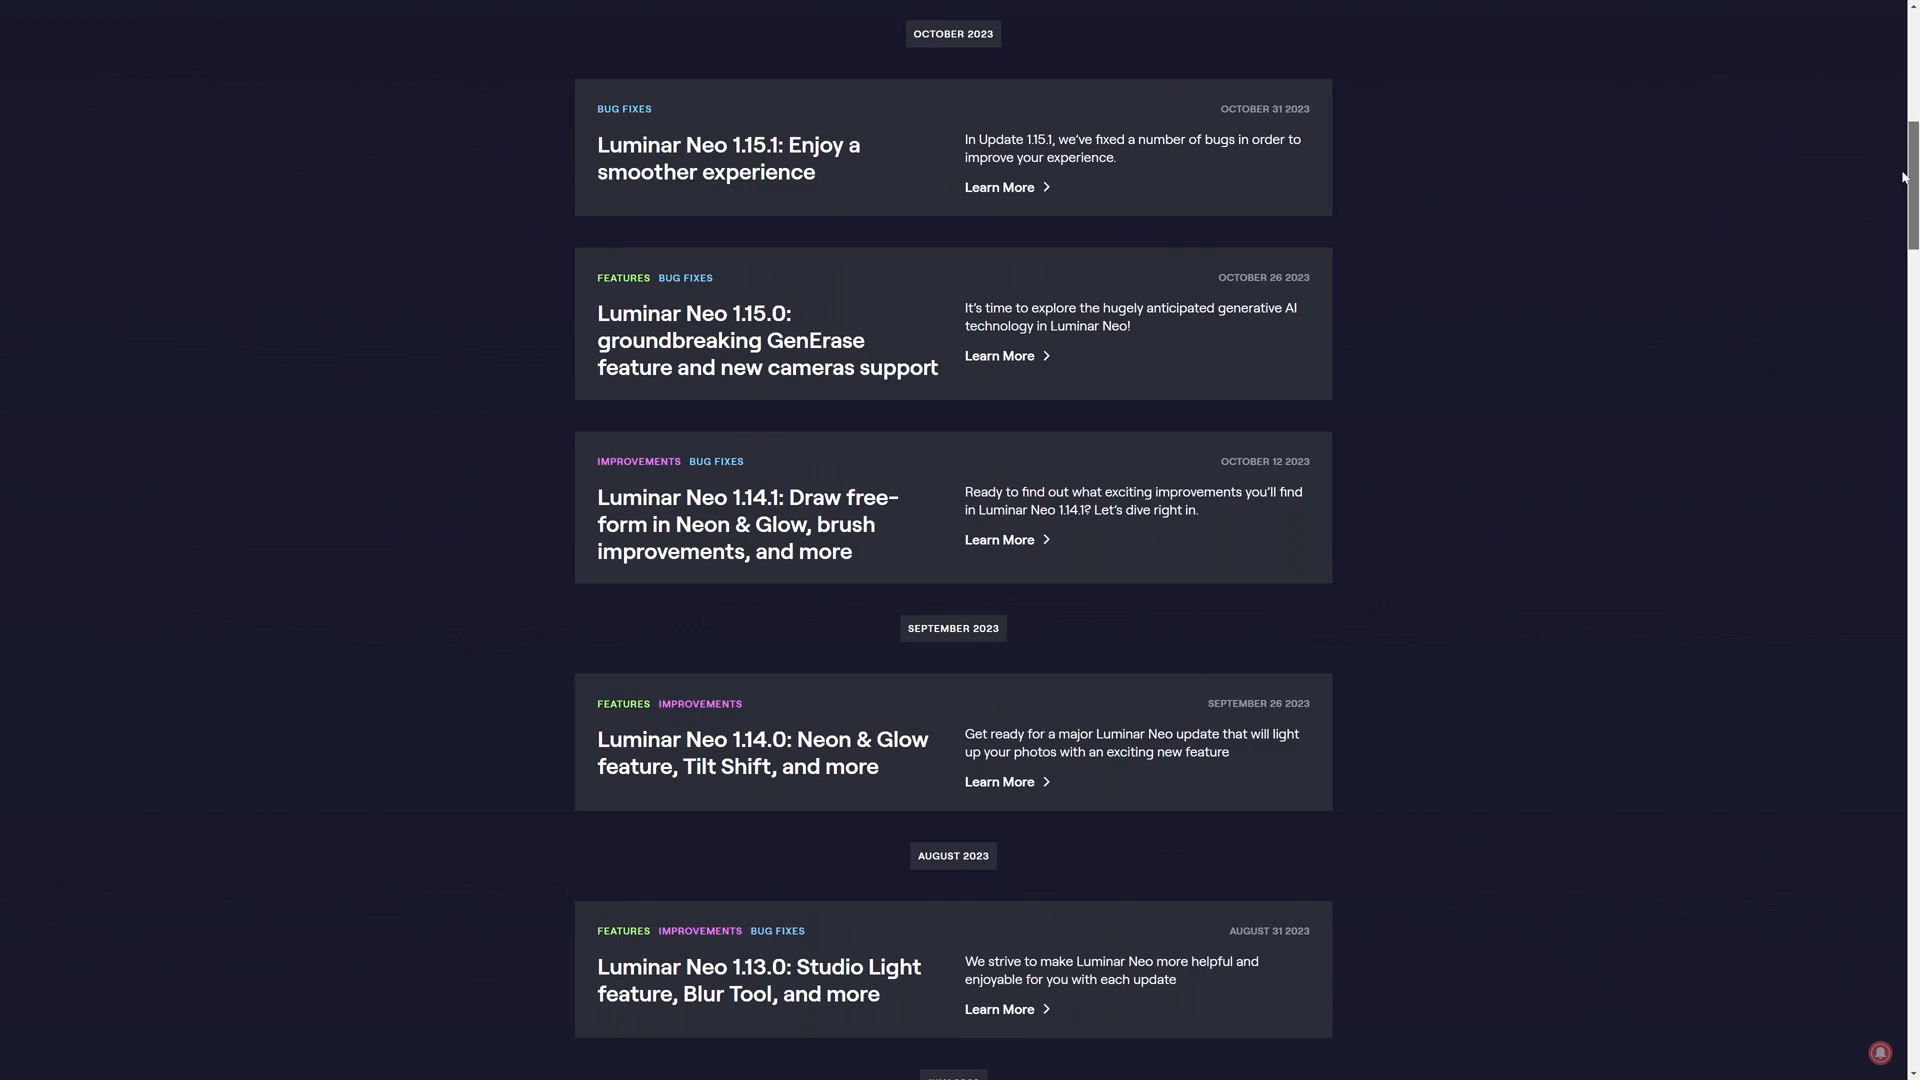 OCTOBER 2023
BUG FIXES
OCTOBER 31 2023
Luminar Neo 1.15.1: Enjoy a
smoother experience
In Update 1.15.1, we’ve fixed a number of bugs in order to
improve your experience.
Learn More
FEATURES BUG FIXES
OCTOBER 26 2023
Luminar Neo 1.15.0:
groundbreaking GenErase
feature and new cameras support
It’s time to explore the hugely anticipated generative AI
technology in Luminar Neo!
Learn More
IMPROVEMENTS BUG FIXES
OCTOBER 12 2023
Luminar Neo 1.14.1: Draw free-
form in Neon & Glow, brush
improvements, and more
Ready to find out what exciting improvements you’ll find
in Luminar Neo 1.14.1? Let’s dive right in.
Learn More
SEPTEMBER 2023
FEATURES IMPROVEMENTS
SEPTEMBER 26 2023
Luminar Neo 1.14.0: Neon & Glow
feature, Tilt Shift, and more
Get ready for a major Luminar Neo update that will light
up your photos with an exciting new feature
Learn More
AUGUST 2023
FEATURES IMPROVEMENTS BUG FIXES
AUGUST 31 2023
Luminar Neo 1.13.0: Studio Light
feature, Blur Tool, and more
We strive to make Luminar Neo more helpful and
enjoyable for you with each update
Learn More